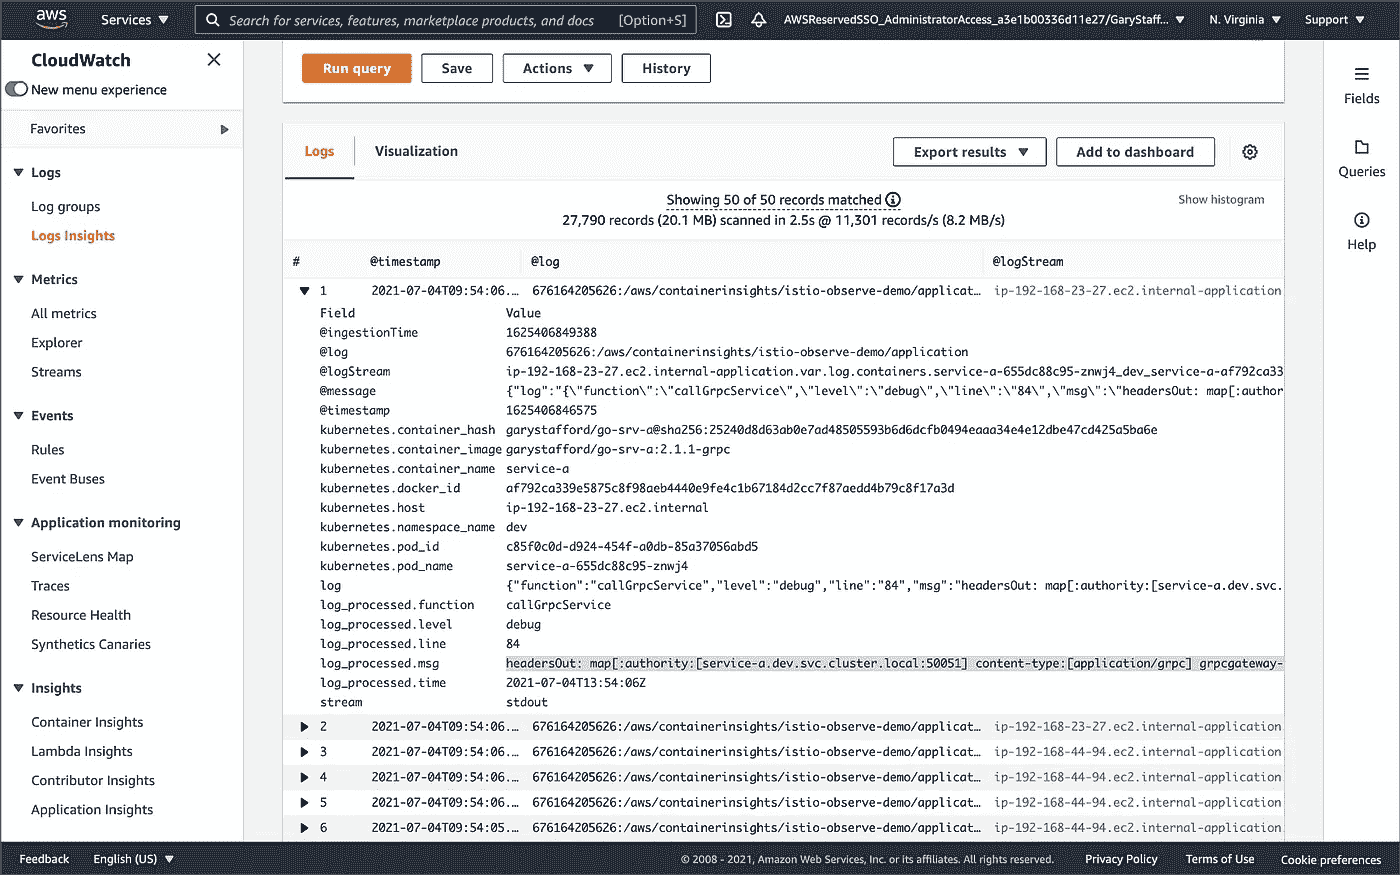 aws Services ▼ Search for services, features, marketplace products, and docs [Option+S] AWSReservedSSO_AdministratorAccess_a3e1b00336d11e27/GaryStaff... ▼ N. Virginia ▼ Support ▼
CloudWatch
New menu experience
Favorites
Logs
Log groups
Logs Insights
Metrics
All metrics
Explorer
Streams
Events
Rules
Event Buses
Application monitoring
ServiceLens Map
Traces
Resource Health
Synthetics Canaries
Insights
Container Insights
Lambda Insights
Contributor Insights
Application Insights
Run query Save Actions ▼ History
Logs Visualization Export results ▼ Add to dashboard
Showing 50 of 50 records matched
Show histogram
27,790 records (20.1 MB) scanned in 2.5s @ 11,301 records/s (8.2 MB/s)
# @timestamp @log @logStream
▼ 1 2021-07-04T09:54:06... 676164205626:/aws/containerinsights/istio-observe-demo/applicat... ip-192-168-23-27.ec2.internal-application
Field Value
@ingestionTime 1625406849388
@log 676164205626:/aws/containerinsights/istio-observe-demo/application
@logStream ip-192-168-23-27.ec2.internal-application.var.log.containers.service-a-655dc88c95-znwj4_dev_service-a-af792ca33
@message {"log":"{\"function\":\"callGrpcService\",\"level\":\"debug\",\"line\":\"84\",\"msg\":\"headersOut: map[:author
@timestamp 1625406846575
kubernetes.container_hash garystafford/go-srv-a@sha256:25240d8d63ab0e7ad48505593b6d6dcfb0494eaaa34e4e12dbe47cd425a5ba6e
kubernetes.container_image garystafford/go-srv-a:2.1.1-grpc
kubernetes.container_name service-a
kubernetes.docker_id af792ca339e5875c8f98aeb4440e9fe4c1b67184d2cc7f87aedd4b79c8f17a3d
kubernetes.host ip-192-168-23-27.ec2.internal
kubernetes.namespace_name dev
kubernetes.pod_id c85f0c0d-d924-454f-a0db-85a37056abd5
kubernetes.pod_name service-a-655dc88c95-znwj4
log {"function":"callGrpcService","level":"debug","line":"84","msg":"headersOut: map[:authority:[service-a.dev.svc.
log_processed.function callGrpcService
log_processed.level debug
log_processed.line 84
log_processed.msg headersOut: map[:authority:[service-a.dev.svc.cluster.local:50051] content-type:[application/grpc] grpcgateway-
log_processed.time 2021-07-04T13:54:06Z
stream stdout
▶ 2 2021-07-04T09:54:06... 676164205626:/aws/containerinsights/istio-observe-demo/applicat... ip-192-168-23-27.ec2.internal-application
▶ 3 2021-07-04T09:54:06... 676164205626:/aws/containerinsights/istio-observe-demo/applicat... ip-192-168-44-94.ec2.internal-application
▶ 4 2021-07-04T09:54:06... 676164205626:/aws/containerinsights/istio-observe-demo/applicat... ip-192-168-44-94.ec2.internal-application
▶ 5 2021-07-04T09:54:06... 676164205626:/aws/containerinsights/istio-observe-demo/applicat... ip-192-168-44-94.ec2.internal-application
▶ 6 2021-07-04T09:54:05... 676164205626:/aws/containerinsights/istio-observe-demo/applicat... ip-192-168-44-94.ec2.internal-application
Fields
Queries
Help
Feedback English (US) ▼ © 2008 - 2021, Amazon Web Services, Inc. or its affiliates. All rights reserved. Privacy Policy Terms of Use Cookie preferences